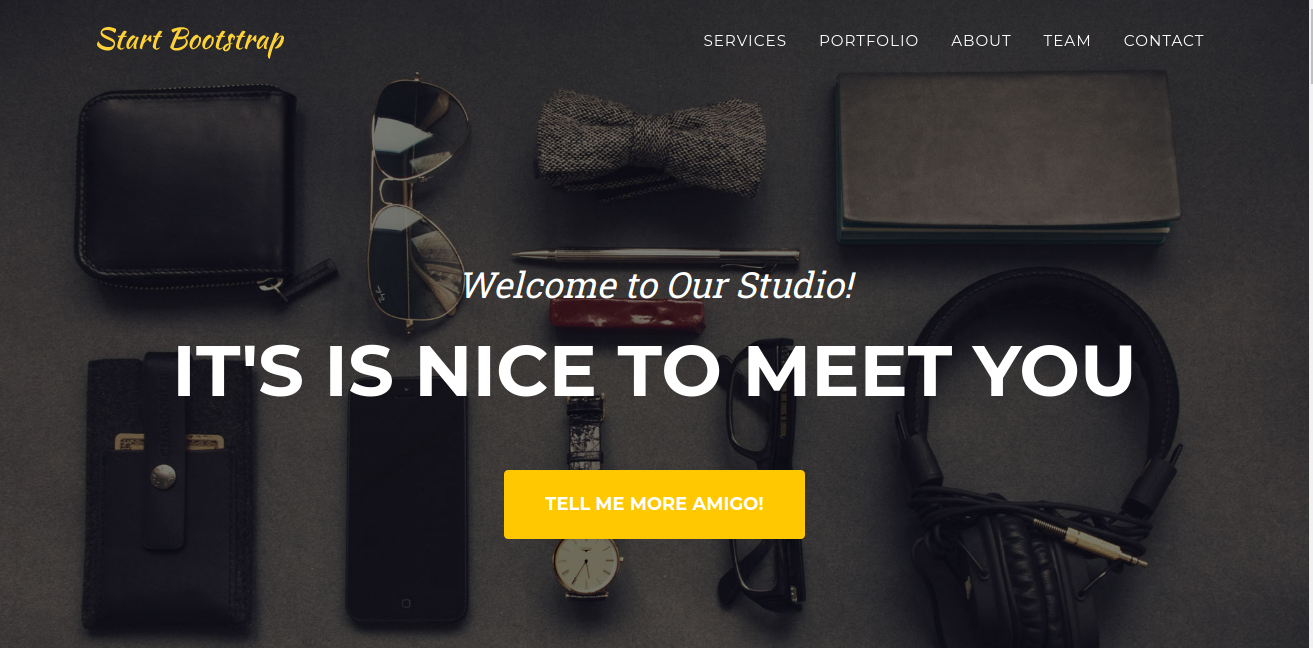 Start Bootstrap
SERVICES PORTFOLIO ABOUT TEAM CONTACT
Welcome to Our Studio!
IT'S IS NICE TO MEET YOU
TELL ME MORE AMIGO!